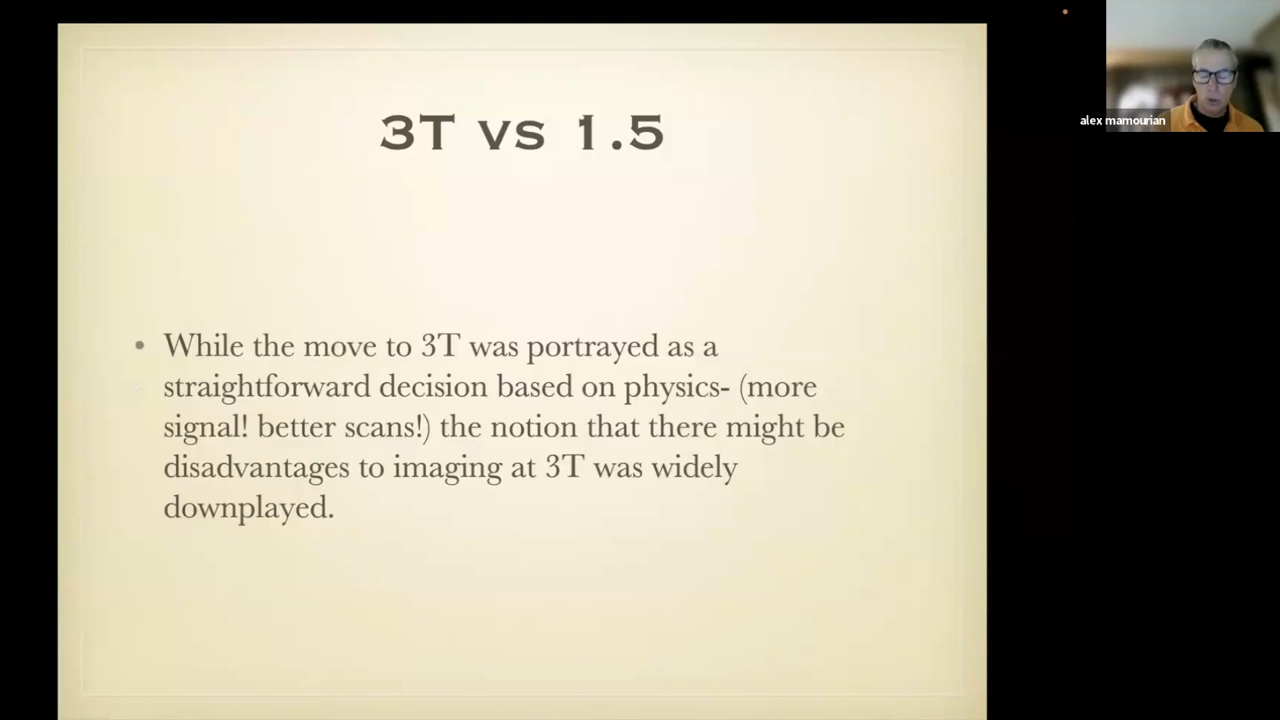 3T vs 1.5
• While the move to 3T was portrayed as a
straightforward decision based on physics- (more
signal! better scans!) the notion that there might be
disadvantages to imaging at 3T was widely
downplayed.
alex mamourian